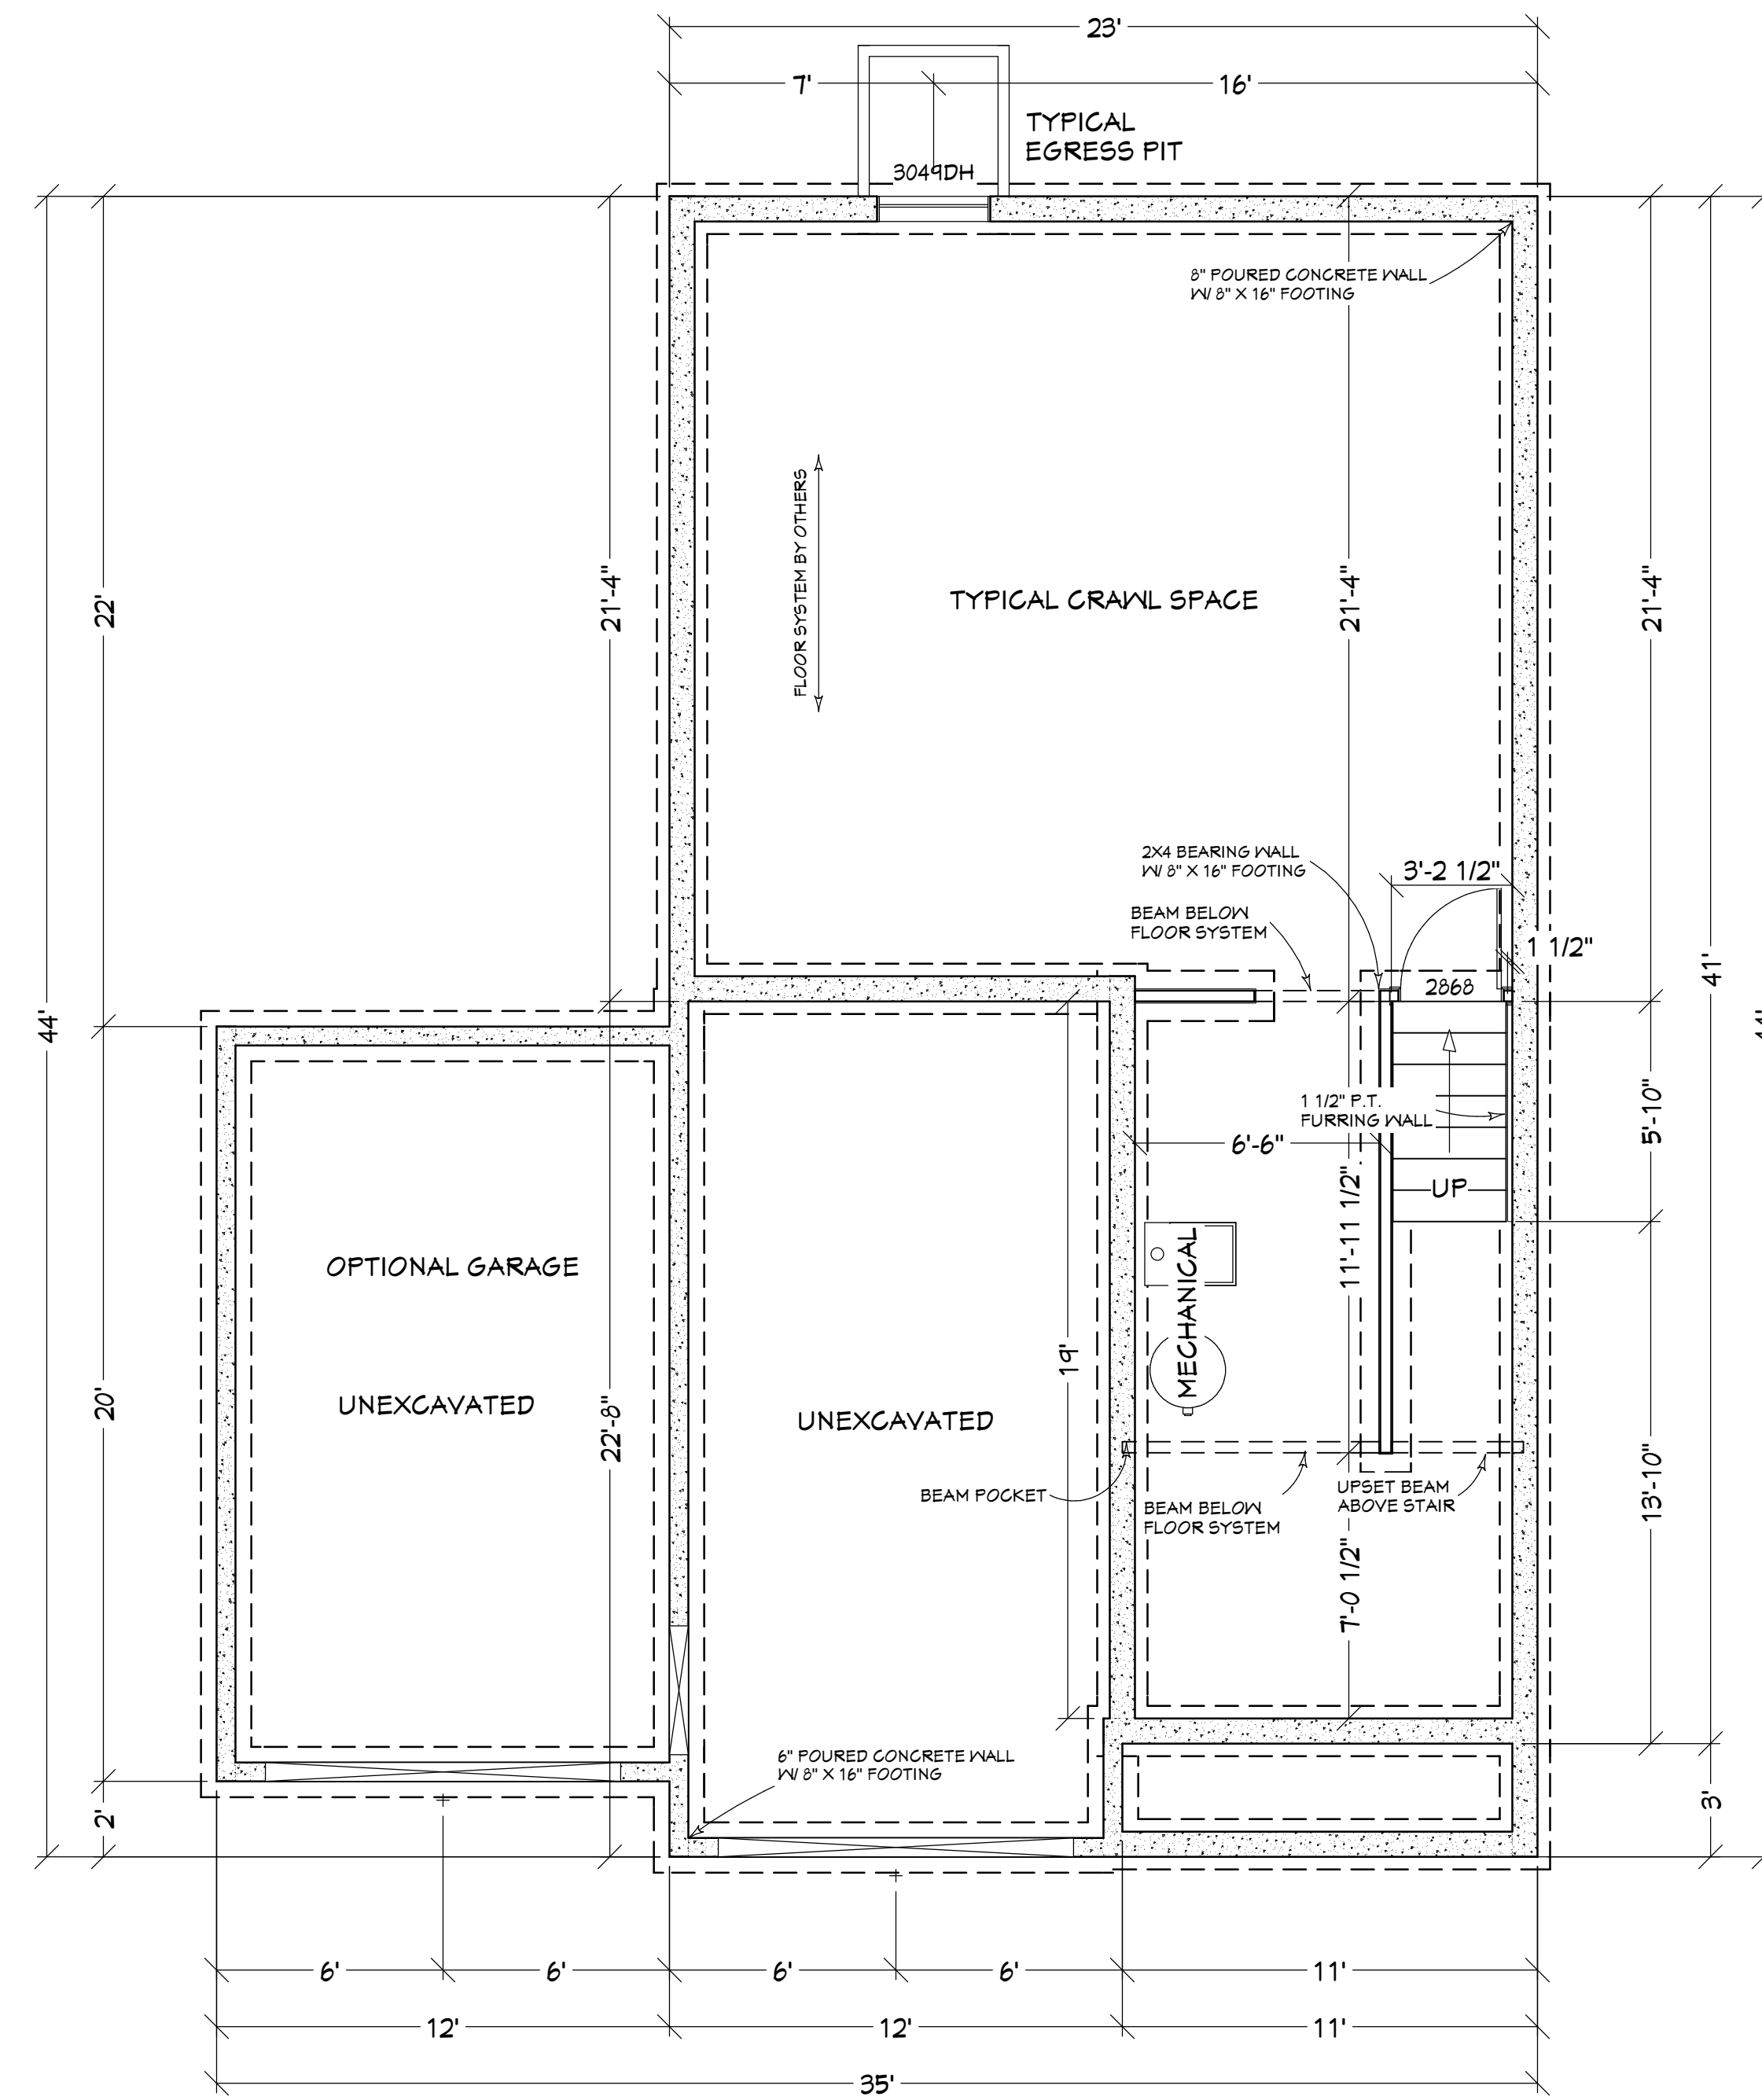 23'
7'
16'
TYPICAL
EGRESS PIT
3049DH
8" POURED CONCRETE WALL
W/ 8" X 16" FOOTING
FLOOR SYSTEM BY OTHERS
TYPICAL CRAWL SPACE
22'
21'-4"
21'-4"
21'-4"
2X4 BEARING WALL
W/ 8" X 16" FOOTING
3'-2 1/2"
BEAM BELOW
FLOOR SYSTEM
1 1/2"
2868
41'
44'
44'
1 1/2" P.T.
FURRING WALL
5'-10"
6'-6"
UP
11'-11 1/2"
MECHANICAL
OPTIONAL GARAGE
UNEXCAVATED
20'
22'-8"
UNEXCAVATED
19'
BEAM POCKET
BEAM BELOW
FLOOR SYSTEM
UPSET BEAM
ABOVE STAIR
13'-10"
7'-0 1/2"
6" POURED CONCRETE WALL
W/ 8" X 16" FOOTING
2'
3'
6'
6'
6'
6'
11'
12'
12'
11'
35'